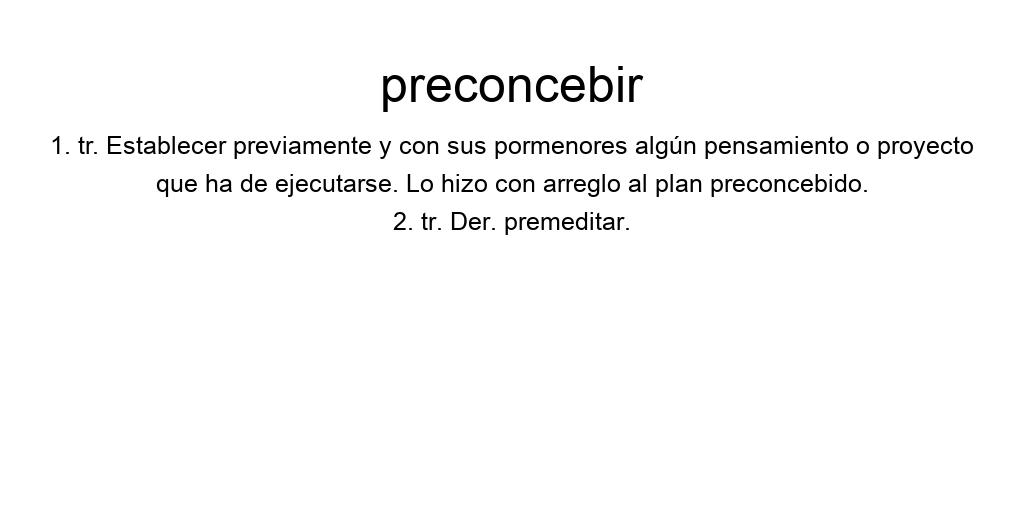 preconcebir
1. tr. Establecer previamente y con sus pormenores algún pensamiento o proyecto
que ha de ejecutarse. Lo hizo con arreglo al plan preconcebido.
2. tr. Der. premeditar.